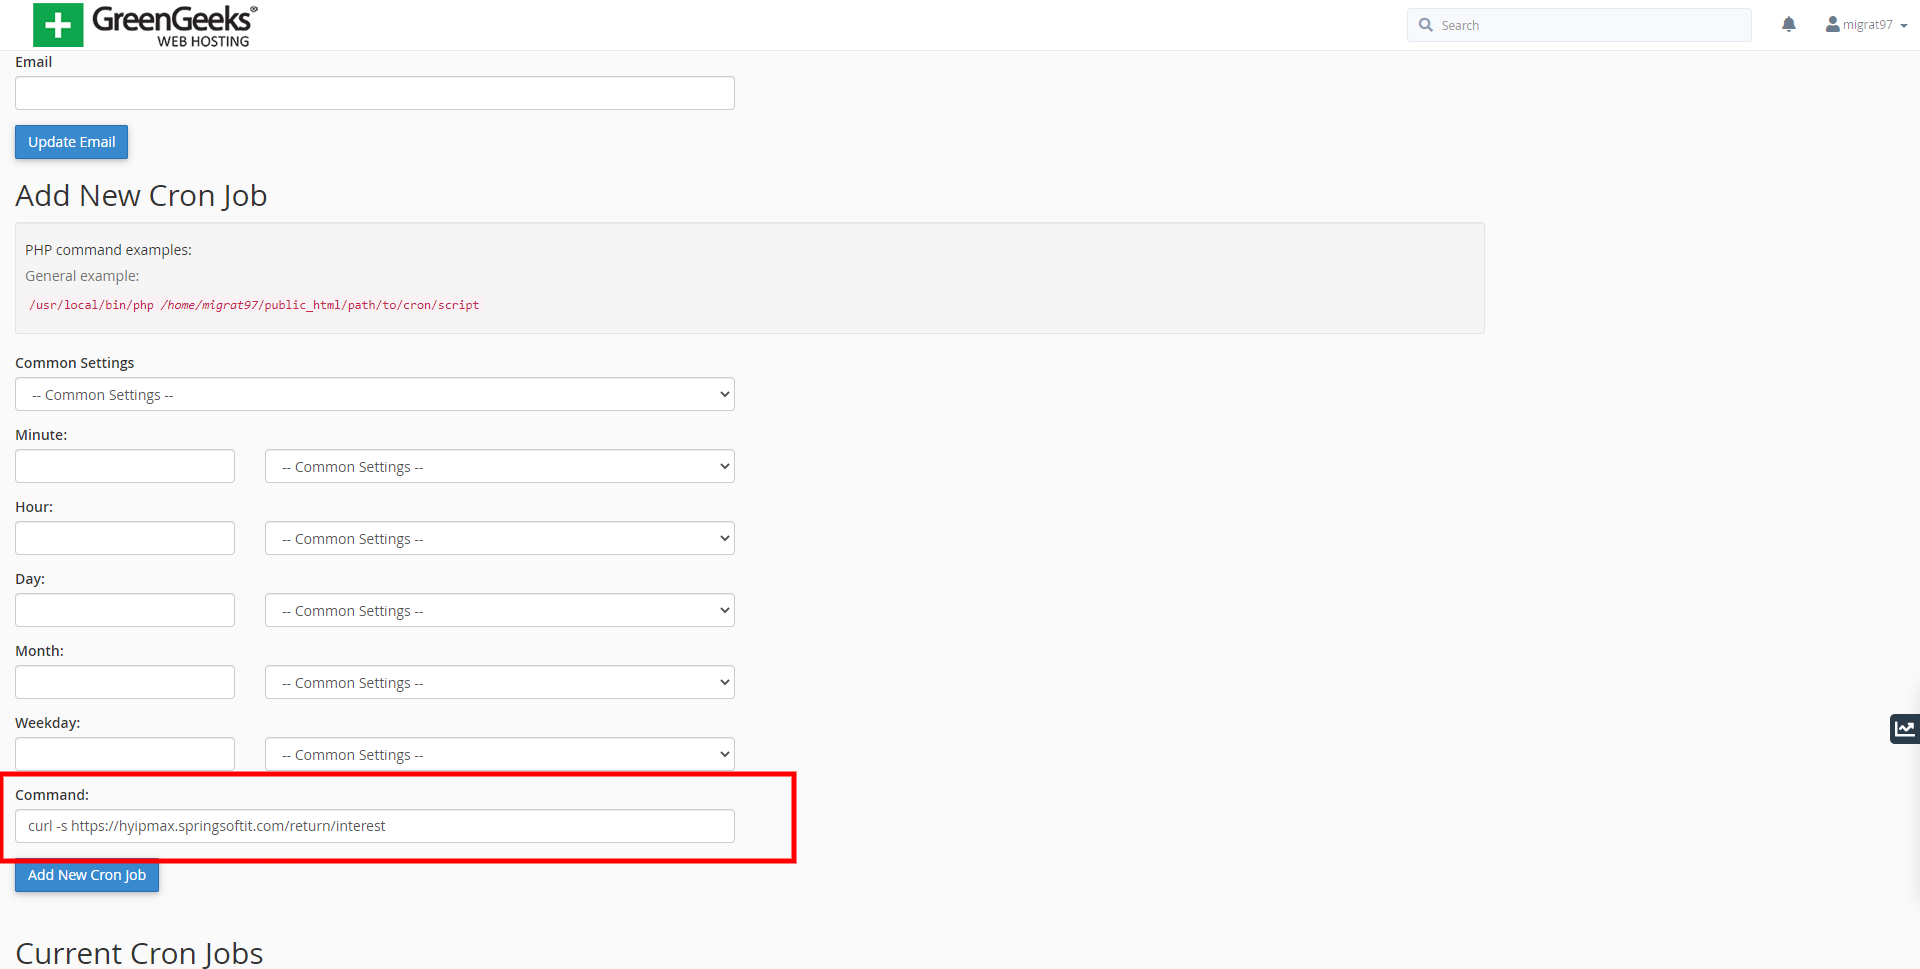 GreenGeeks®
WEB HOSTING
Search
migrat97
Email
Update Email
Add New Cron Job
PHP command examples:
General example:
/usr/local/bin/php /home/migrat97/public_html/path/to/cron/script
Common Settings
-- Common Settings --
Minute:
-- Common Settings --
Hour:
-- Common Settings --
Day:
-- Common Settings --
Month:
-- Common Settings --
Weekday:
-- Common Settings --
Command:
curl -s https://hyipmax.springsoftit.com/return/interest
Add New Cron Job
Current Cron Jobs